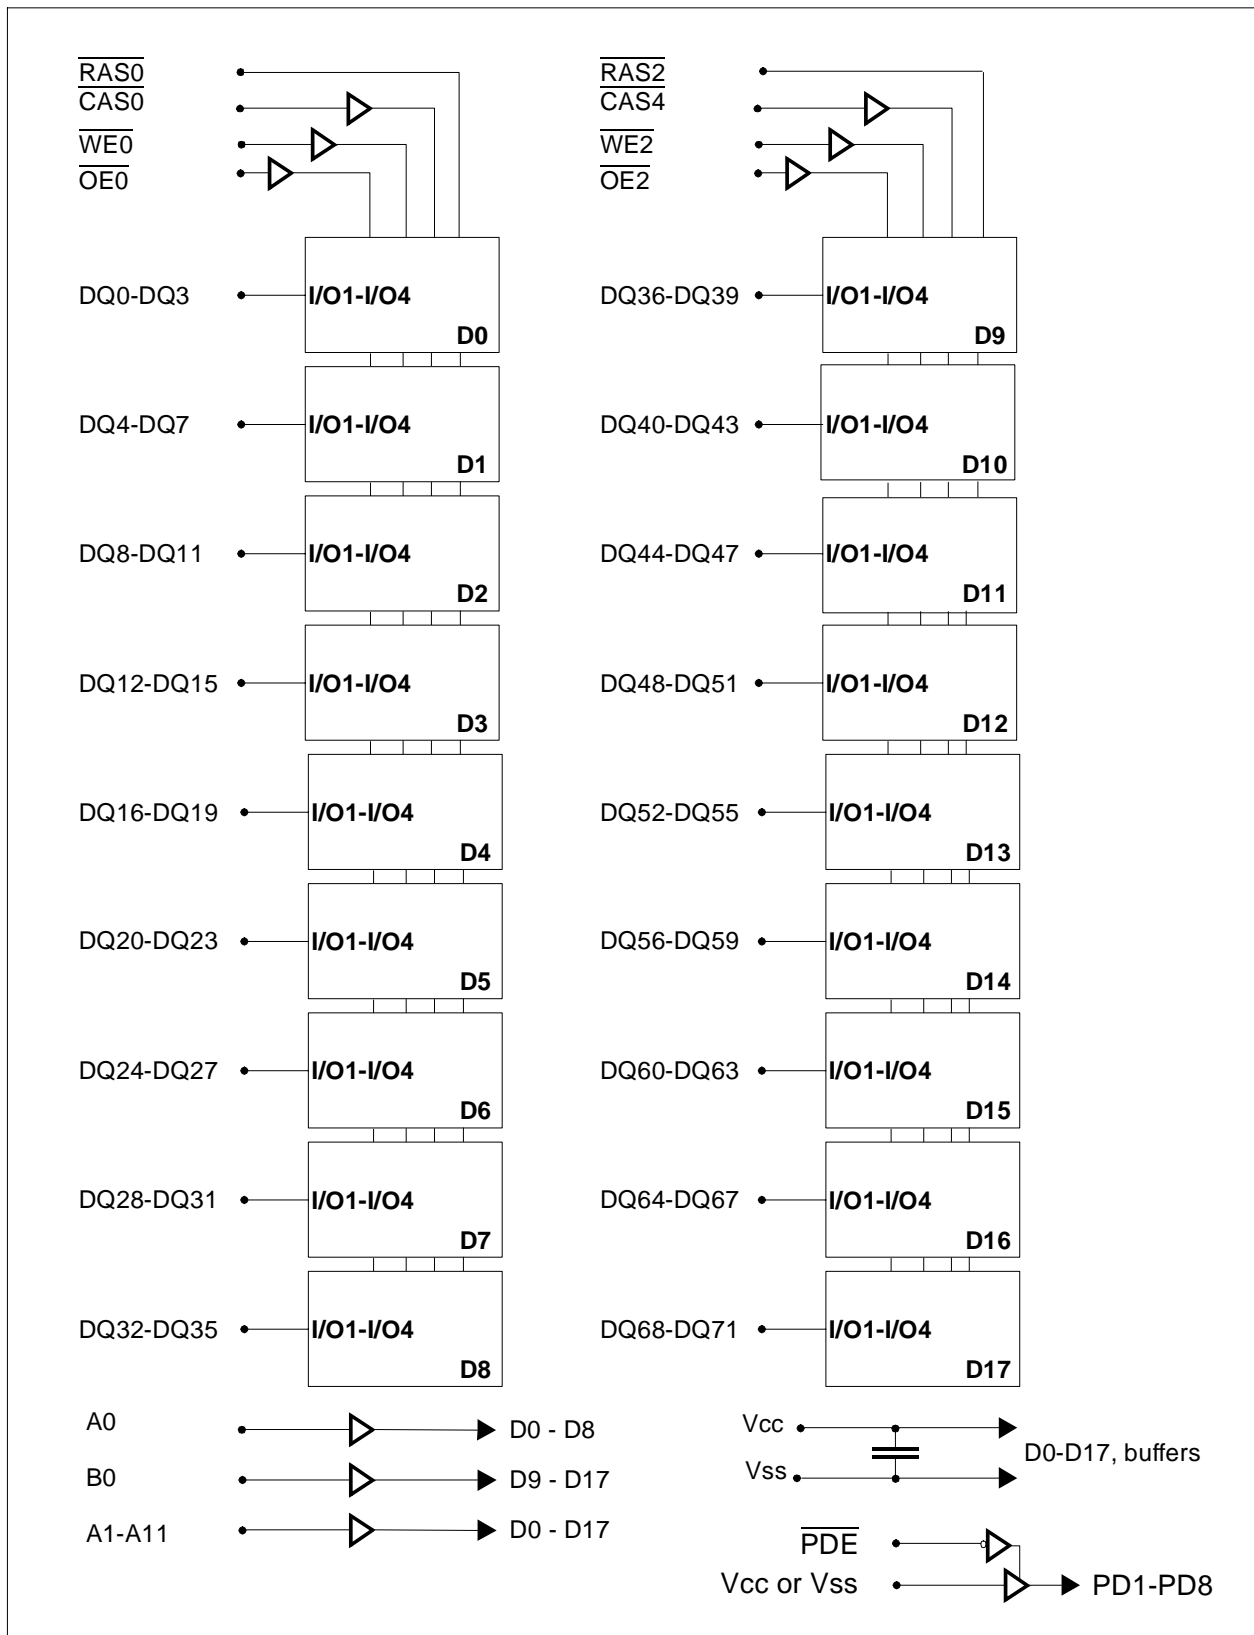 RAS0
CAS0
WE0
OE0
DQ0-DQ3
I/O1-I/O4
D0
DQ4-DQ7
I/O1-I/O4
D1
DQ8-DQ11
I/O1-I/O4
D2
DQ12-DQ15
I/O1-I/O4
D3
DQ16-DQ19
I/O1-I/O4
D4
DQ20-DQ23
I/O1-I/O4
D5
DQ24-DQ27
I/O1-I/O4
D6
DQ28-DQ31
I/O1-I/O4
D7
DQ32-DQ35
I/O1-I/O4
D8
RAS2
CAS4
WE2
OE2
DQ36-DQ39
I/O1-I/O4
D9
DQ40-DQ43
I/O1-I/O4
D10
DQ44-DQ47
I/O1-I/O4
D11
DQ48-DQ51
I/O1-I/O4
D12
DQ52-DQ55
I/O1-I/O4
D13
DQ56-DQ59
I/O1-I/O4
D14
DQ60-DQ63
I/O1-I/O4
D15
DQ64-DQ67
I/O1-I/O4
D16
DQ68-DQ71
I/O1-I/O4
D17
A0
D0 - D8
B0
D9 - D17
A1-A11
D0 - D17
Vcc
Vss
D0-D17, buffers
PDE
Vcc or Vss
PD1-PD8